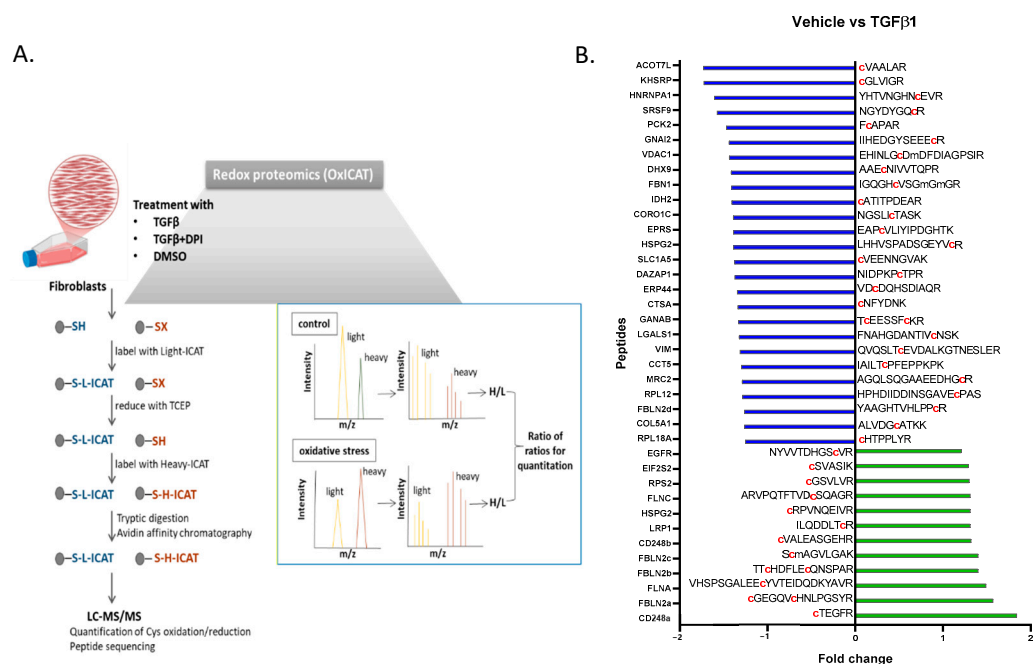 A.
Redox proteomics (OxICAT)
Treatment with
• TGFβ
• TGFβ+DPI
• DMSO
Fibroblasts
–SH –SX
label with Light-ICAT
–S-L-ICAT –SX
reduce with TCEP
–S-L-ICAT –SH
label with Heavy-ICAT
–S-L-ICAT S-H-ICAT
Tryptic digestion
Avidin affinity chromatography
–S-L-ICAT S-H-ICAT
LC-MS/MS
Quantification of Cys oxidation/reduction
Peptide sequencing
control
Intensity
light
heavy
m/z
Intensity
light
heavy
m/z
H/L
oxidative stress
Intensity
light
heavy
m/z
Intensity
light
heavy
m/z
H/L
Ratio of
ratios for
quantitation
B.
Vehicle vs TGFβ1
Peptides
ACOT7L cVAALAR
KHSRP cGLVIGR
HNRNPA1 YHTVNGHNcEVR
SRSF9 NGYDYGQcR
PCK2 FcAPAR
GNAI2 IIHEDGYSEEEcR
VDAC1 EHINLGcDmDFDIAGPSIR
DHX9 AAEcNIVVTQPR
FBN1 IGQGHcVSGmGmGR
IDH2 cATITPDEAR
CORO1C NGSLIcTASK
EPRS EAPcVLIYIPDGHTK
HSPG2 LHHVSPADSGEYVcR
SLC1A5 cVEENNGVAK
DAZAP1 NIDPKPcTPR
ERP44 VDcDQHSDIAQR
CTSA cNFYDNK
GANAB TcEESSFcKR
LGALS1 FNAHGDANTIVcNSK
VIM QVQSLTcEVDALKGTNESLER
CCT5 IAILTcPFEPPKPK
MRC2 AGQLSQGAAEEDHGcR
RPL12 HPHDIIDDINSGAVEcPAS
FBLN2d YAAGHTVHLPPcR
COL5A1 ALVDGcATKK
RPL18A cHTPPLYR
EGFR NYVVTDHGScVR
EIF2S2 cSVASIK
RPS2 cGSVLVR
FLNC ARVPQTFTVDcSQAGR
HSPG2 cRPVNQEIVR
LRP1 ILQDDLTcR
CD248b cVALEASGEHR
FBLN2c ScmAGVLGAK
FBLN2b TTcHDFLEcQNSPAR
FLNA VHSPSGALEEcYVTEIDQDKYAVR
FBLN2a cGEGQVcHNLPGSYR
CD248a cTEGFR
−2 −1 0 1 2
Fold change